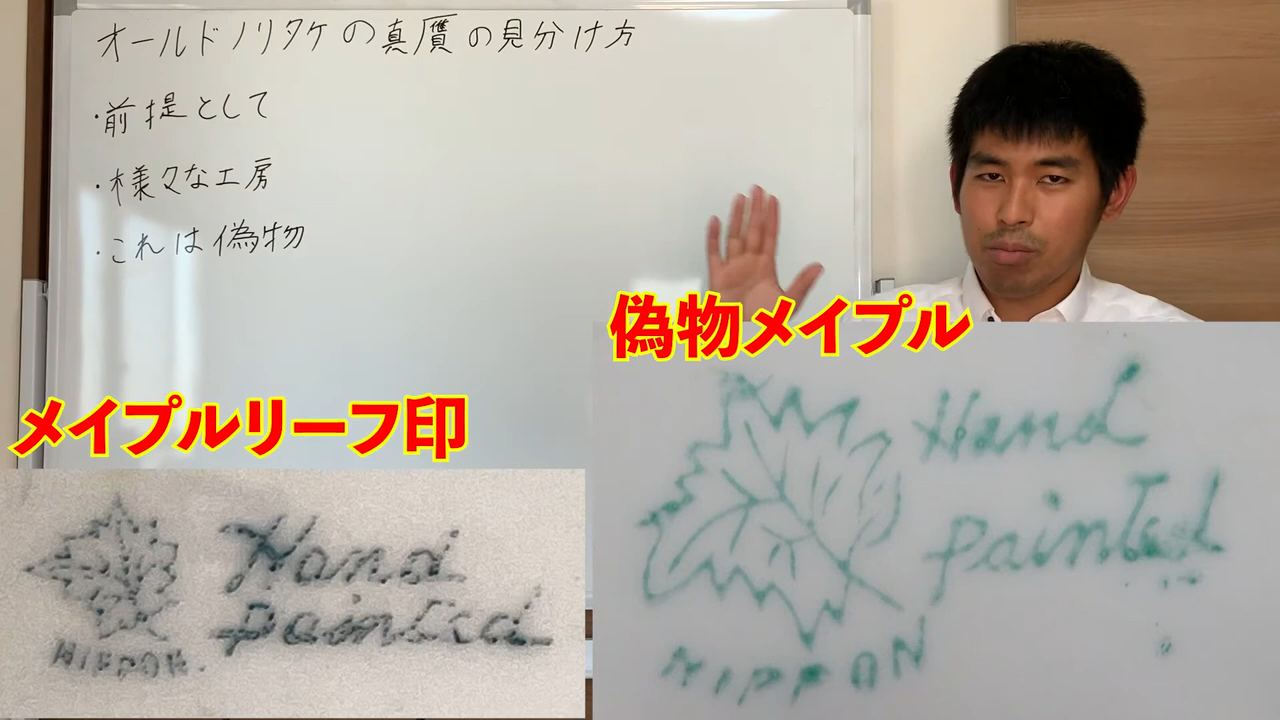 オールドノリタケの真贋の見分け方
・前提として
・様々な工房
・これは偽物
偽物メイプル
メイプルリーフ印
Hand
painted
NIPPON
Hand
painted
NIPPON.